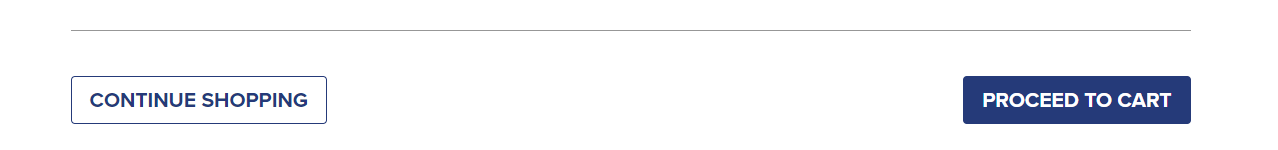 CONTINUE SHOPPING
PROCEED TO CART